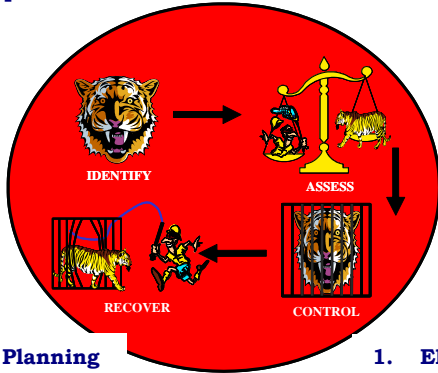 IDENTIFY
ASSESS
RECOVER
CONTROL
Planning
1.